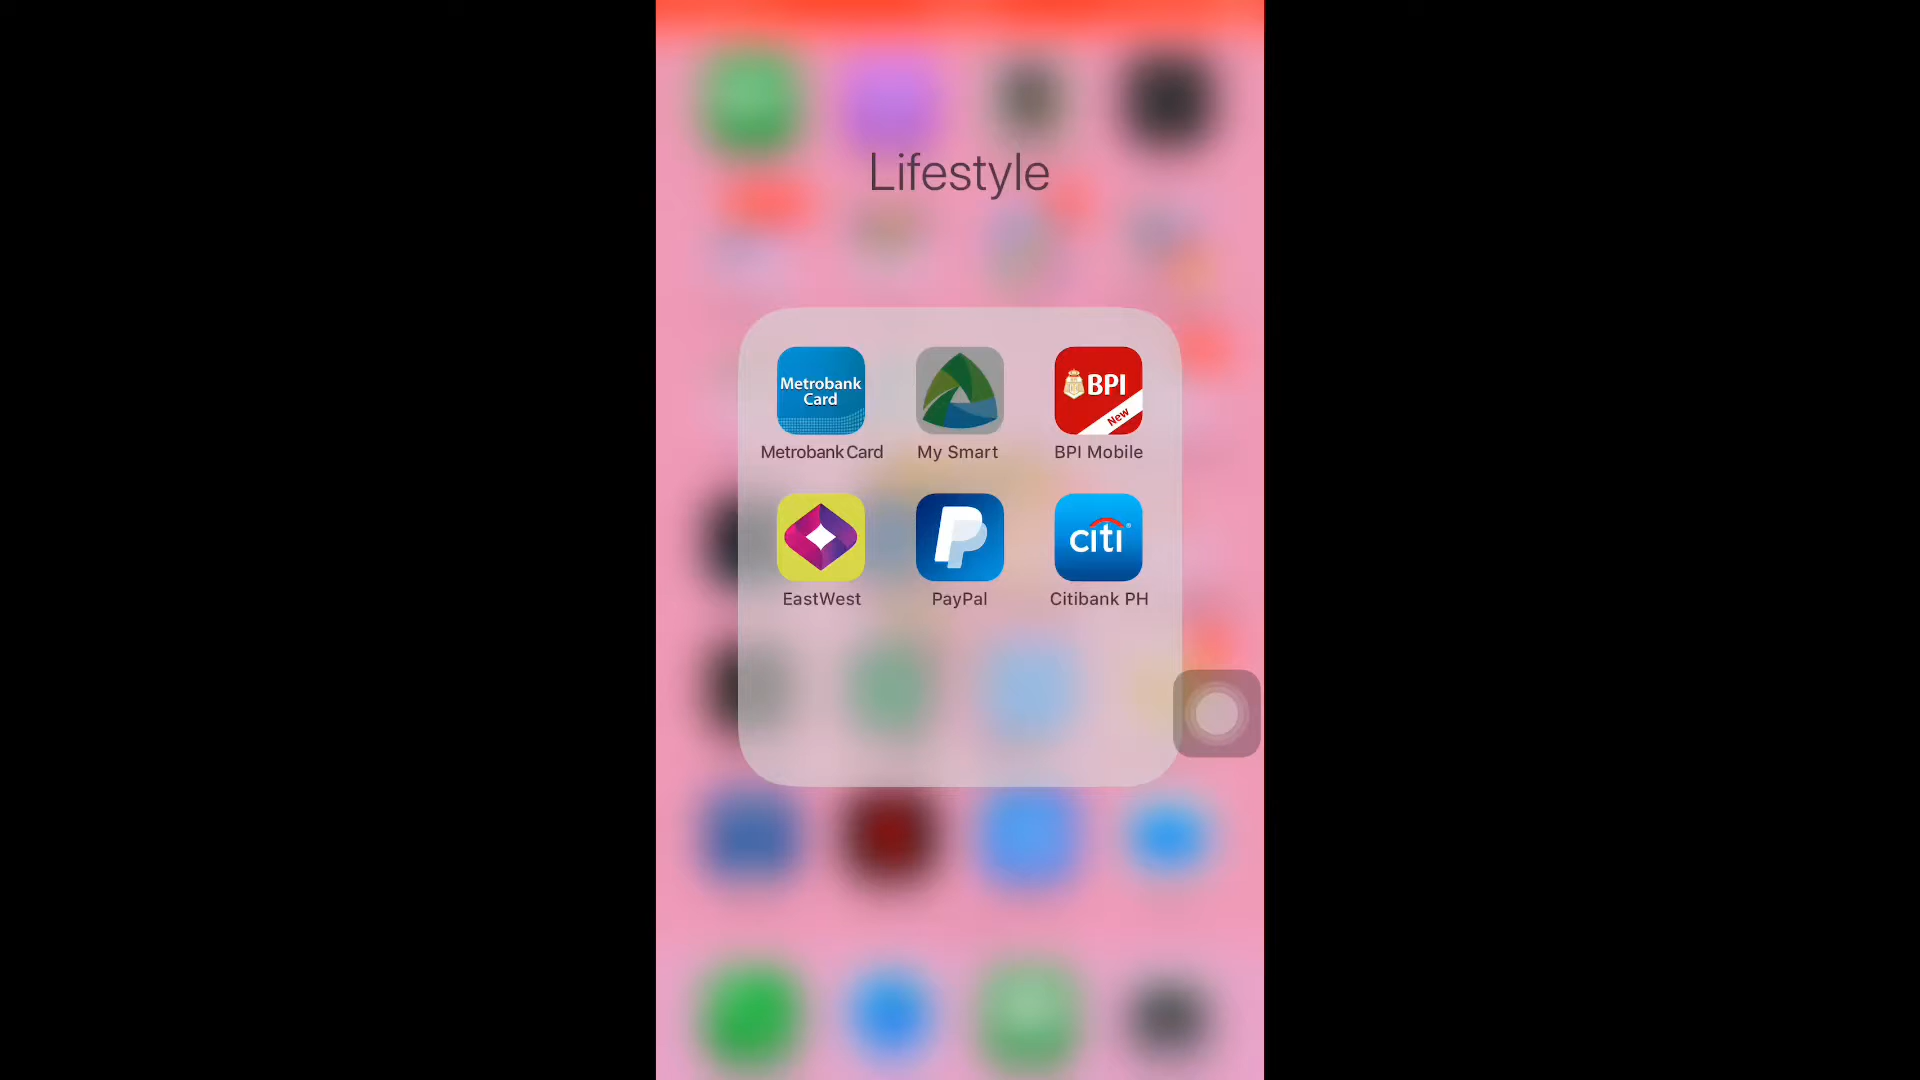 Lifestyle
Metrobank
Card
BPI
New
Metrobank Card
My Smart
BPI Mobile
citi
EastWest
PayPal
Citibank PH